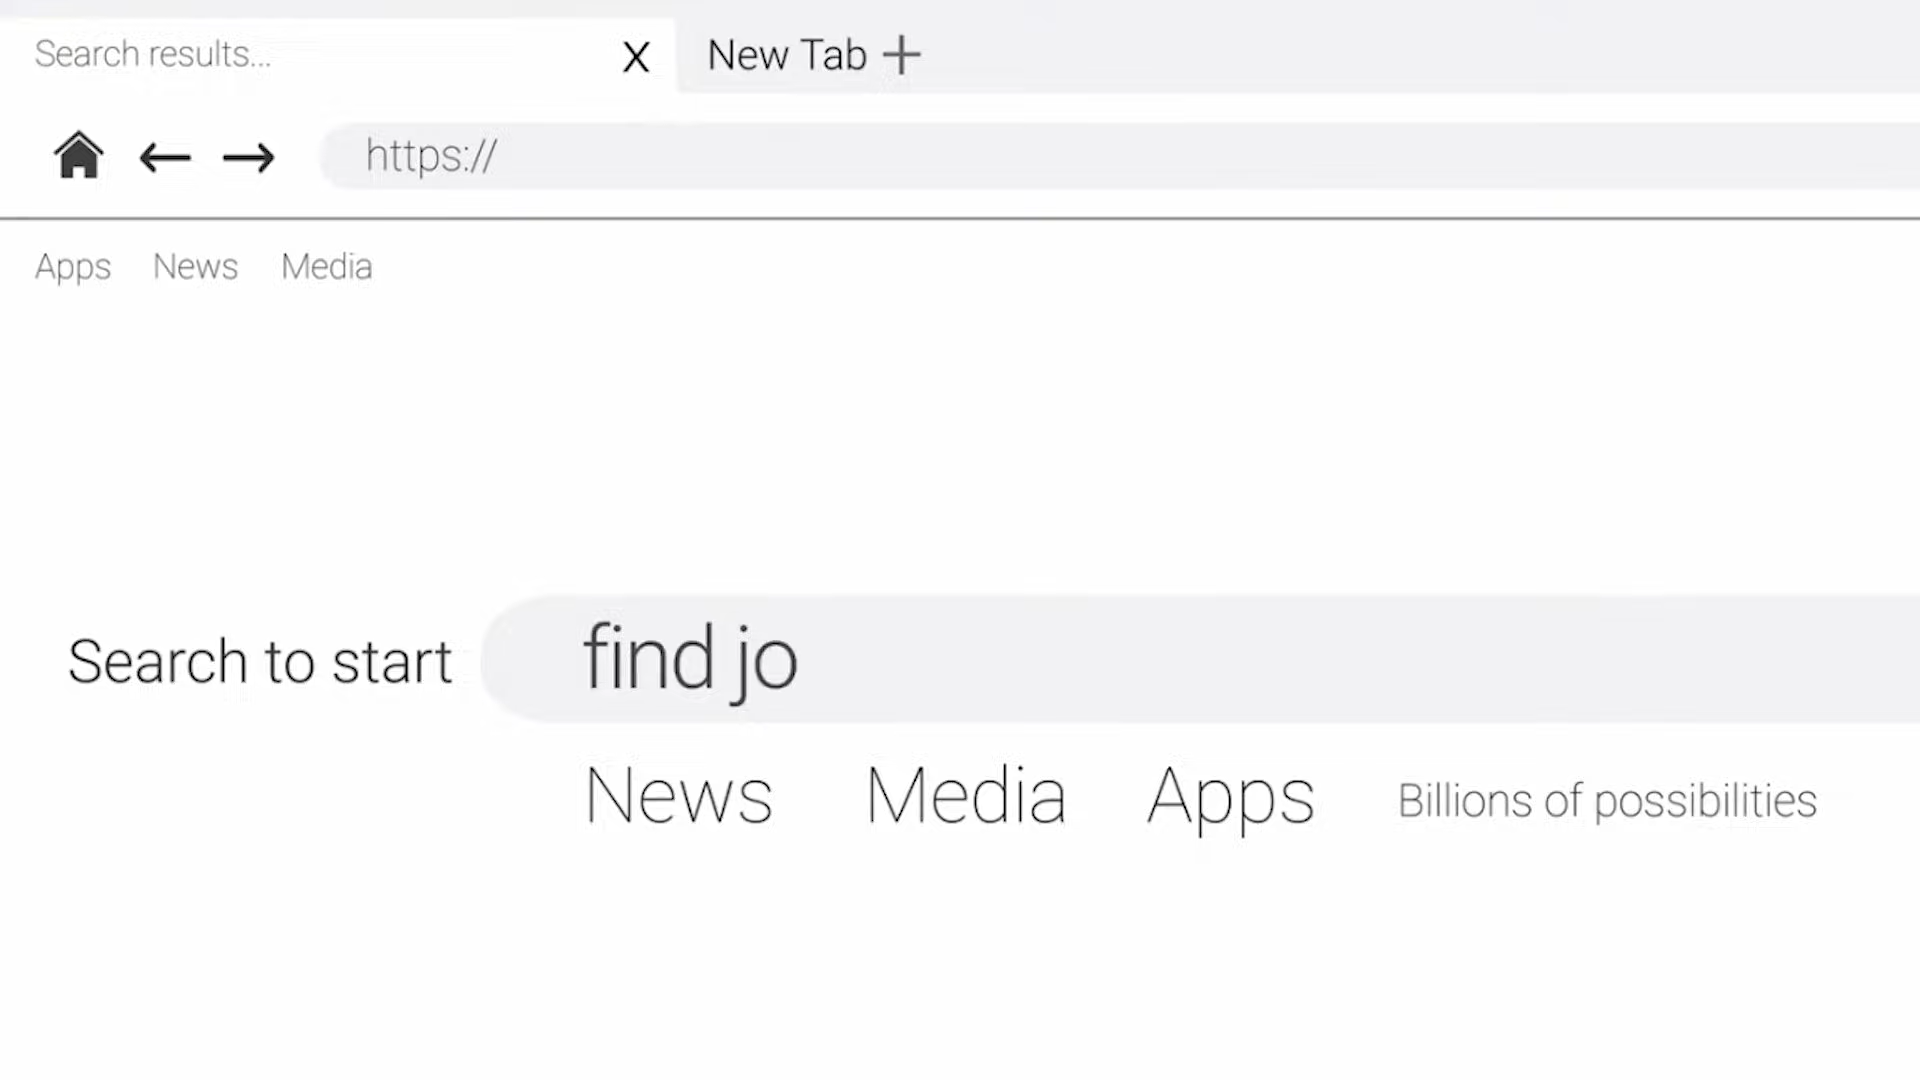 Search results... X New Tab +
https://
Apps News Media
Search to start find jo
News Media Apps Billions of possibilities